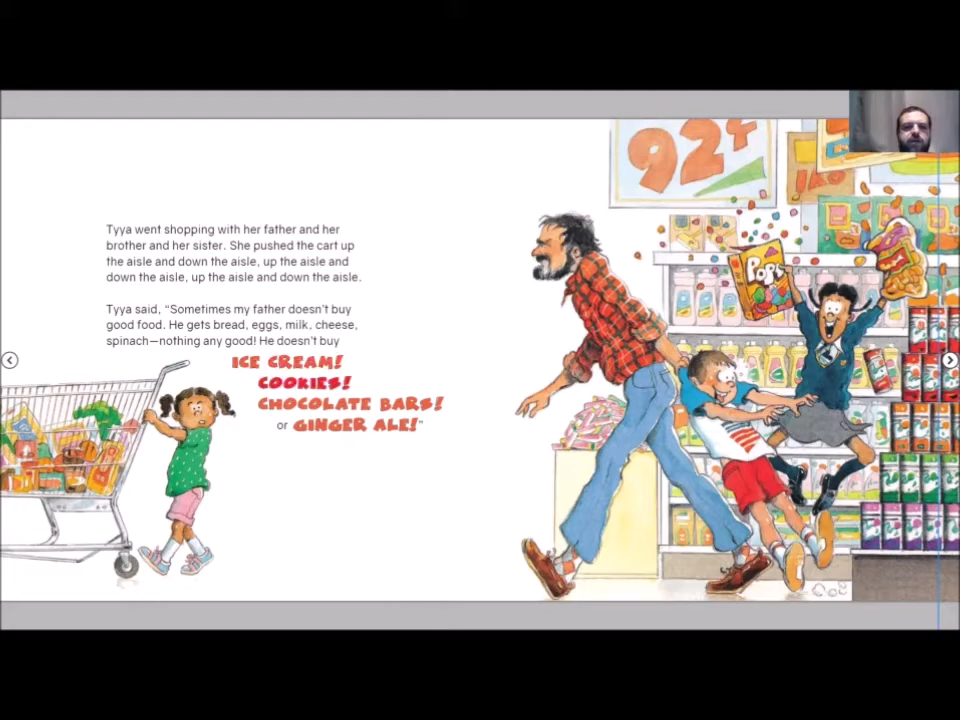 Tyya went shopping with her father and her
brother and her sister. She pushed the cart up
the aisle and down the aisle, up the aisle and
down the aisle, up the aisle and down the aisle.
Tyya said, “Sometimes my father doesn’t buy
good food. He gets bread, eggs, milk, cheese,
spinach—nothing any good! He doesn’t buy
ICE CREAM!
COOKIES!
CHOCOLATE BARS!
or GINGER ALE!”
92¢
Pops